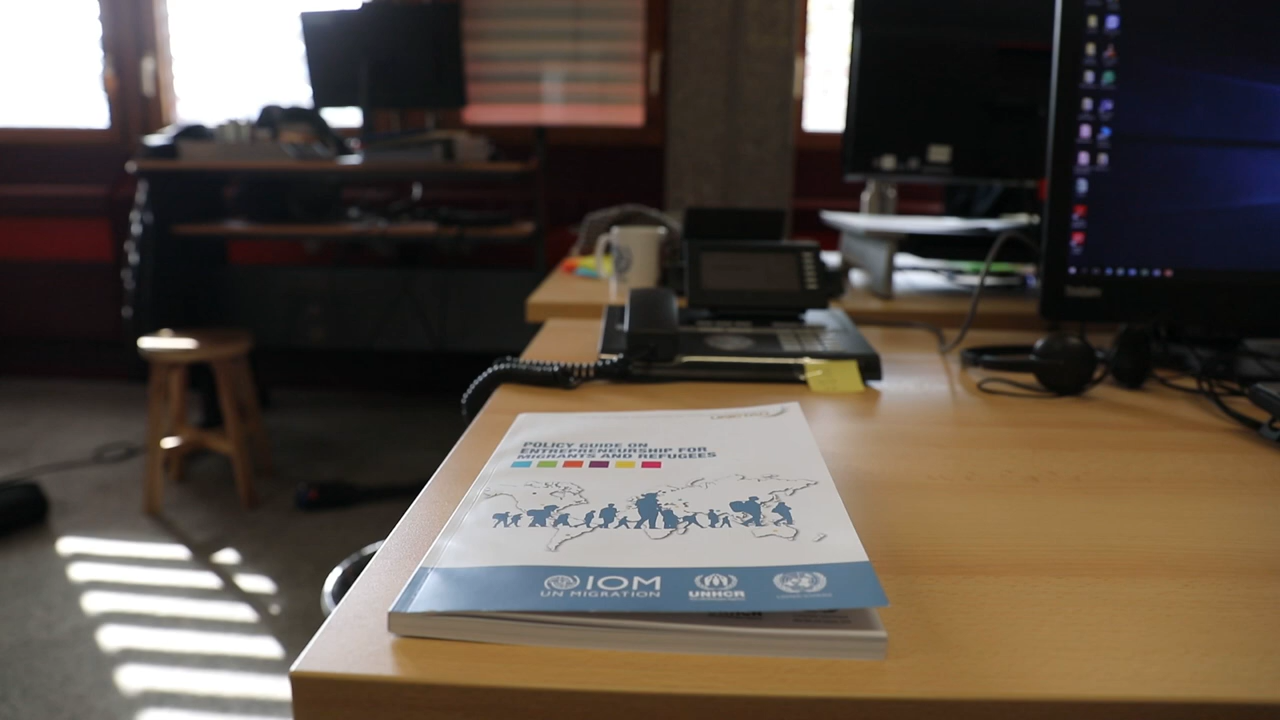 POLICY GUIDE ON
ENTREPRENEURSHIP FOR
MIGRANTS AND REFUGEES
IOM
UN MIGRATION
UNHCR